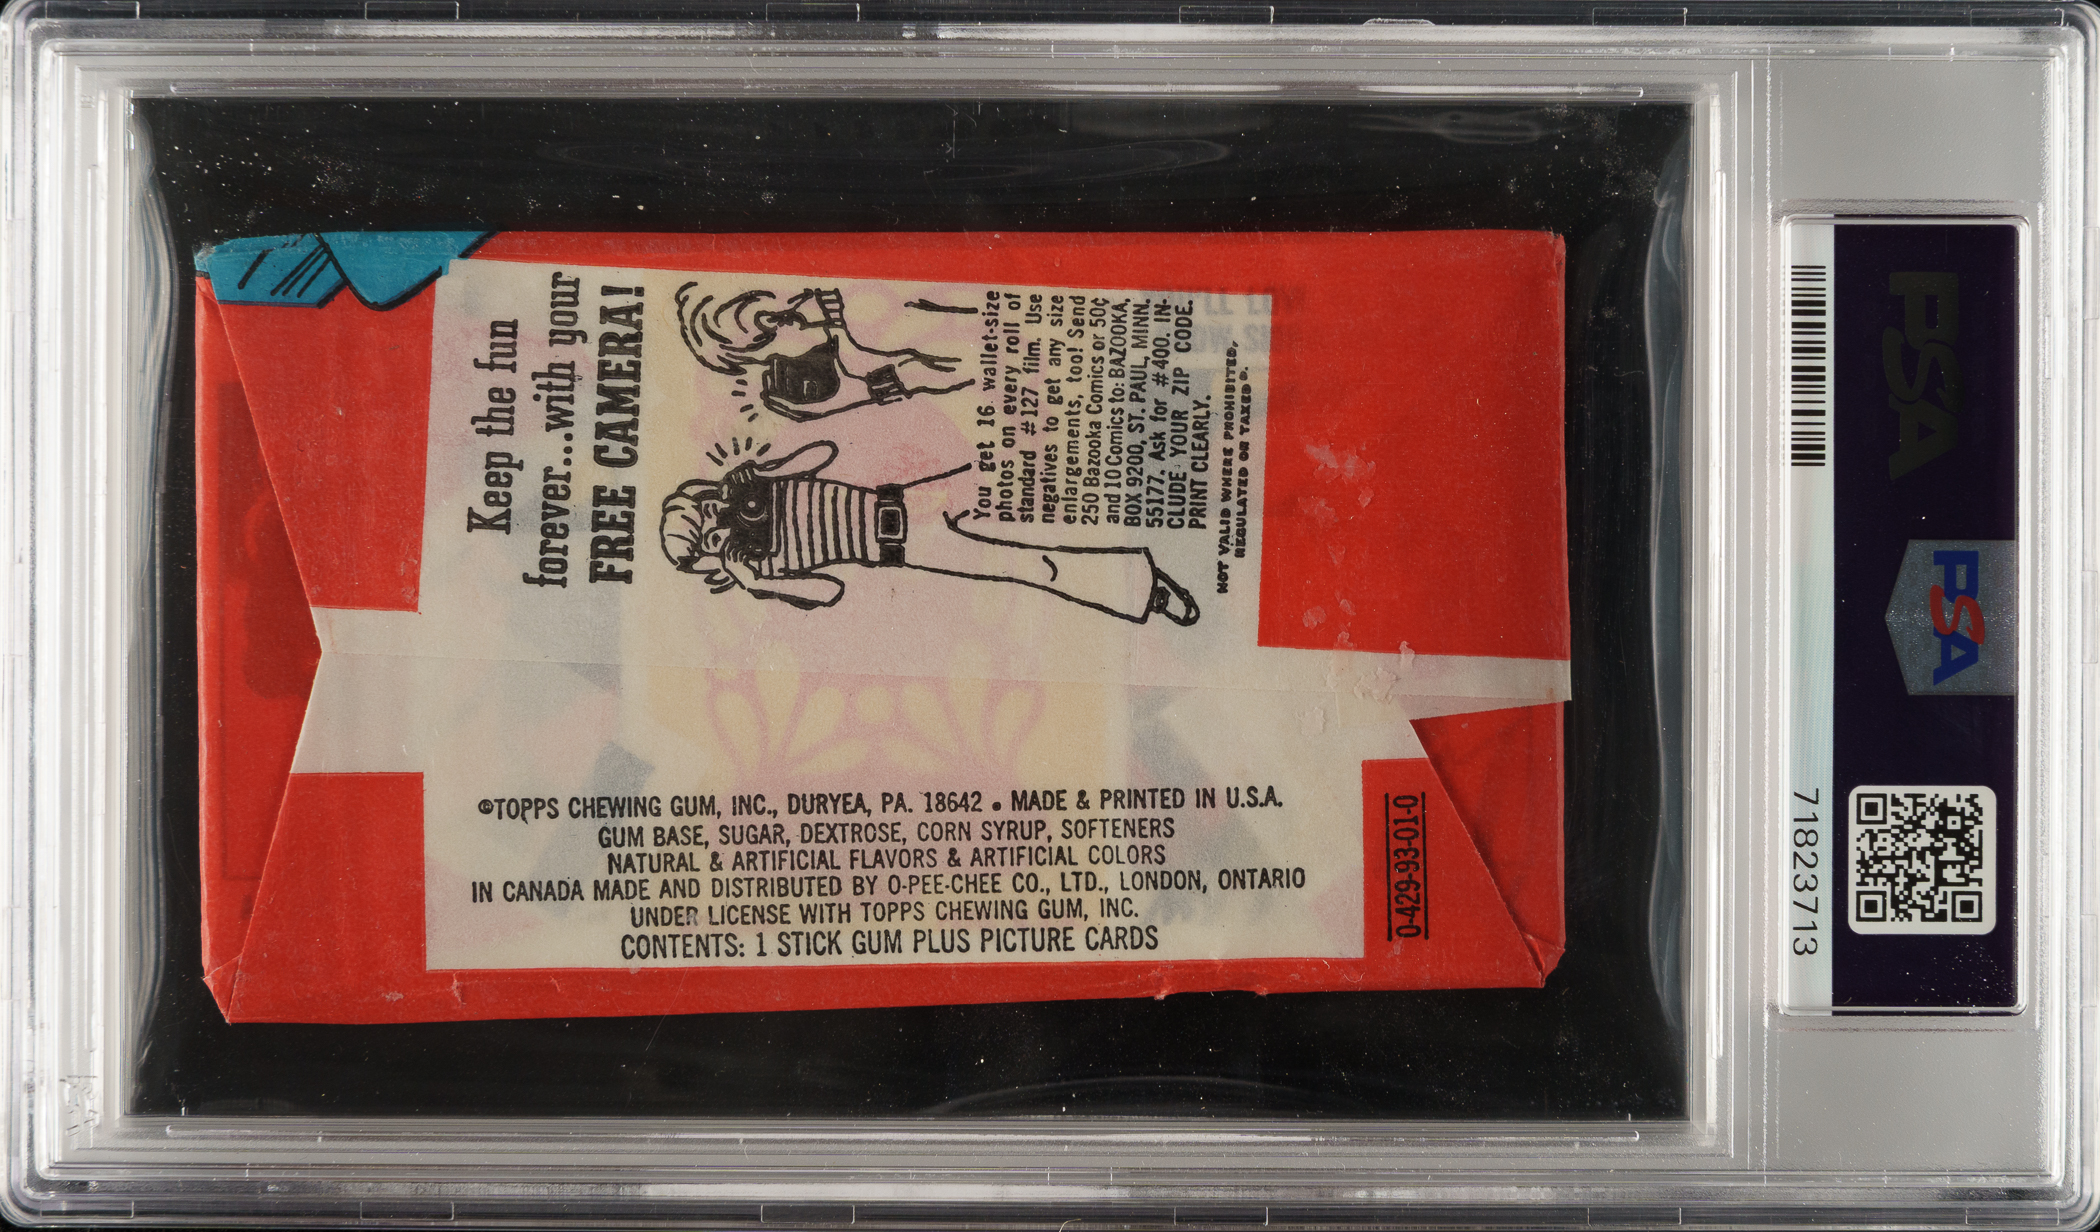 Keep the fun
forever...with your
FREE CAMERA!
You get 16 wallet-size
photos on every roll of
standard #127 film. Use
negatives to get any size
enlargements, too! Send
250 Bazooka Comics or 50¢
and 10 Comics to: BAZOOKA,
BOX 9200, ST. PAUL, MINN.
55177. Ask for #400. IN-
CLUDE YOUR ZIP CODE.
PRINT CLEARLY.
NOT VALID WHERE PROHIBITED,
REGULATED OR TAXED.
©TOPPS CHEWING GUM, INC., DURYEA, PA. 18642 • MADE & PRINTED IN U.S.A.
GUM BASE, SUGAR, DEXTROSE, CORN SYRUP, SOFTENERS
NATURAL & ARTIFICIAL FLAVORS & ARTIFICIAL COLORS
IN CANADA MADE AND DISTRIBUTED BY O-PEE-CHEE CO., LTD., LONDON, ONTARIO
UNDER LICENSE WITH TOPPS CHEWING GUM, INC.
CONTENTS: 1 STICK GUM PLUS PICTURE CARDS
0-429-93-01-0
PSA
PSA
71823713